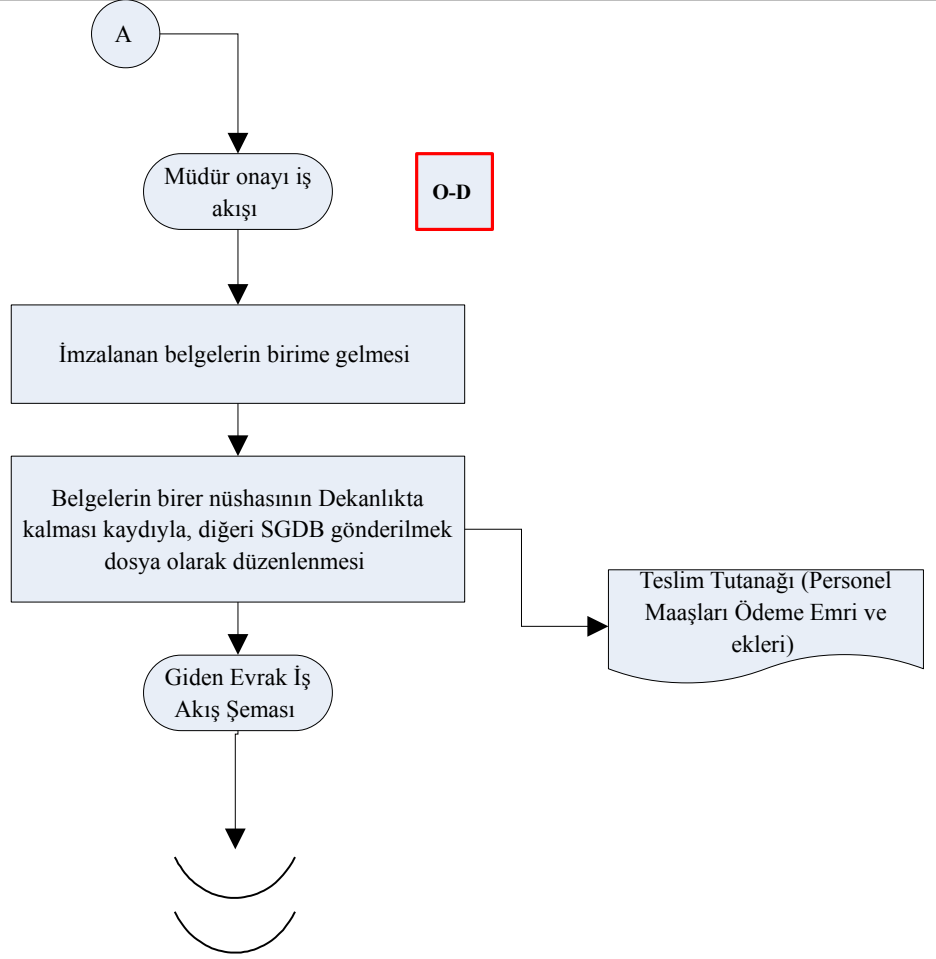 A
Müdür onayı iş
akışı
O-D
İmzalanan belgelerin birime gelmesi
Belgelerin birer nüshasının Dekanlıkta
kalması kaydıyla, diğeri SGDB gönderilmek
dosya olarak düzenlenmesi
Teslim Tutanağı (Personel
Maaşları Ödeme Emri ve
ekleri)
Giden Evrak İş
Akış Şeması